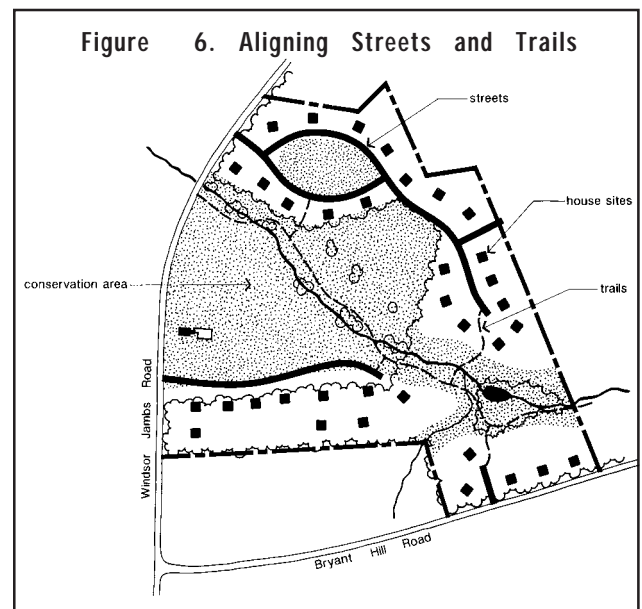 Figure 6. Aligning Streets and Trails
streets
house sites
conservation area
trails
Windsor Jambs Road
Bryant Hill Road